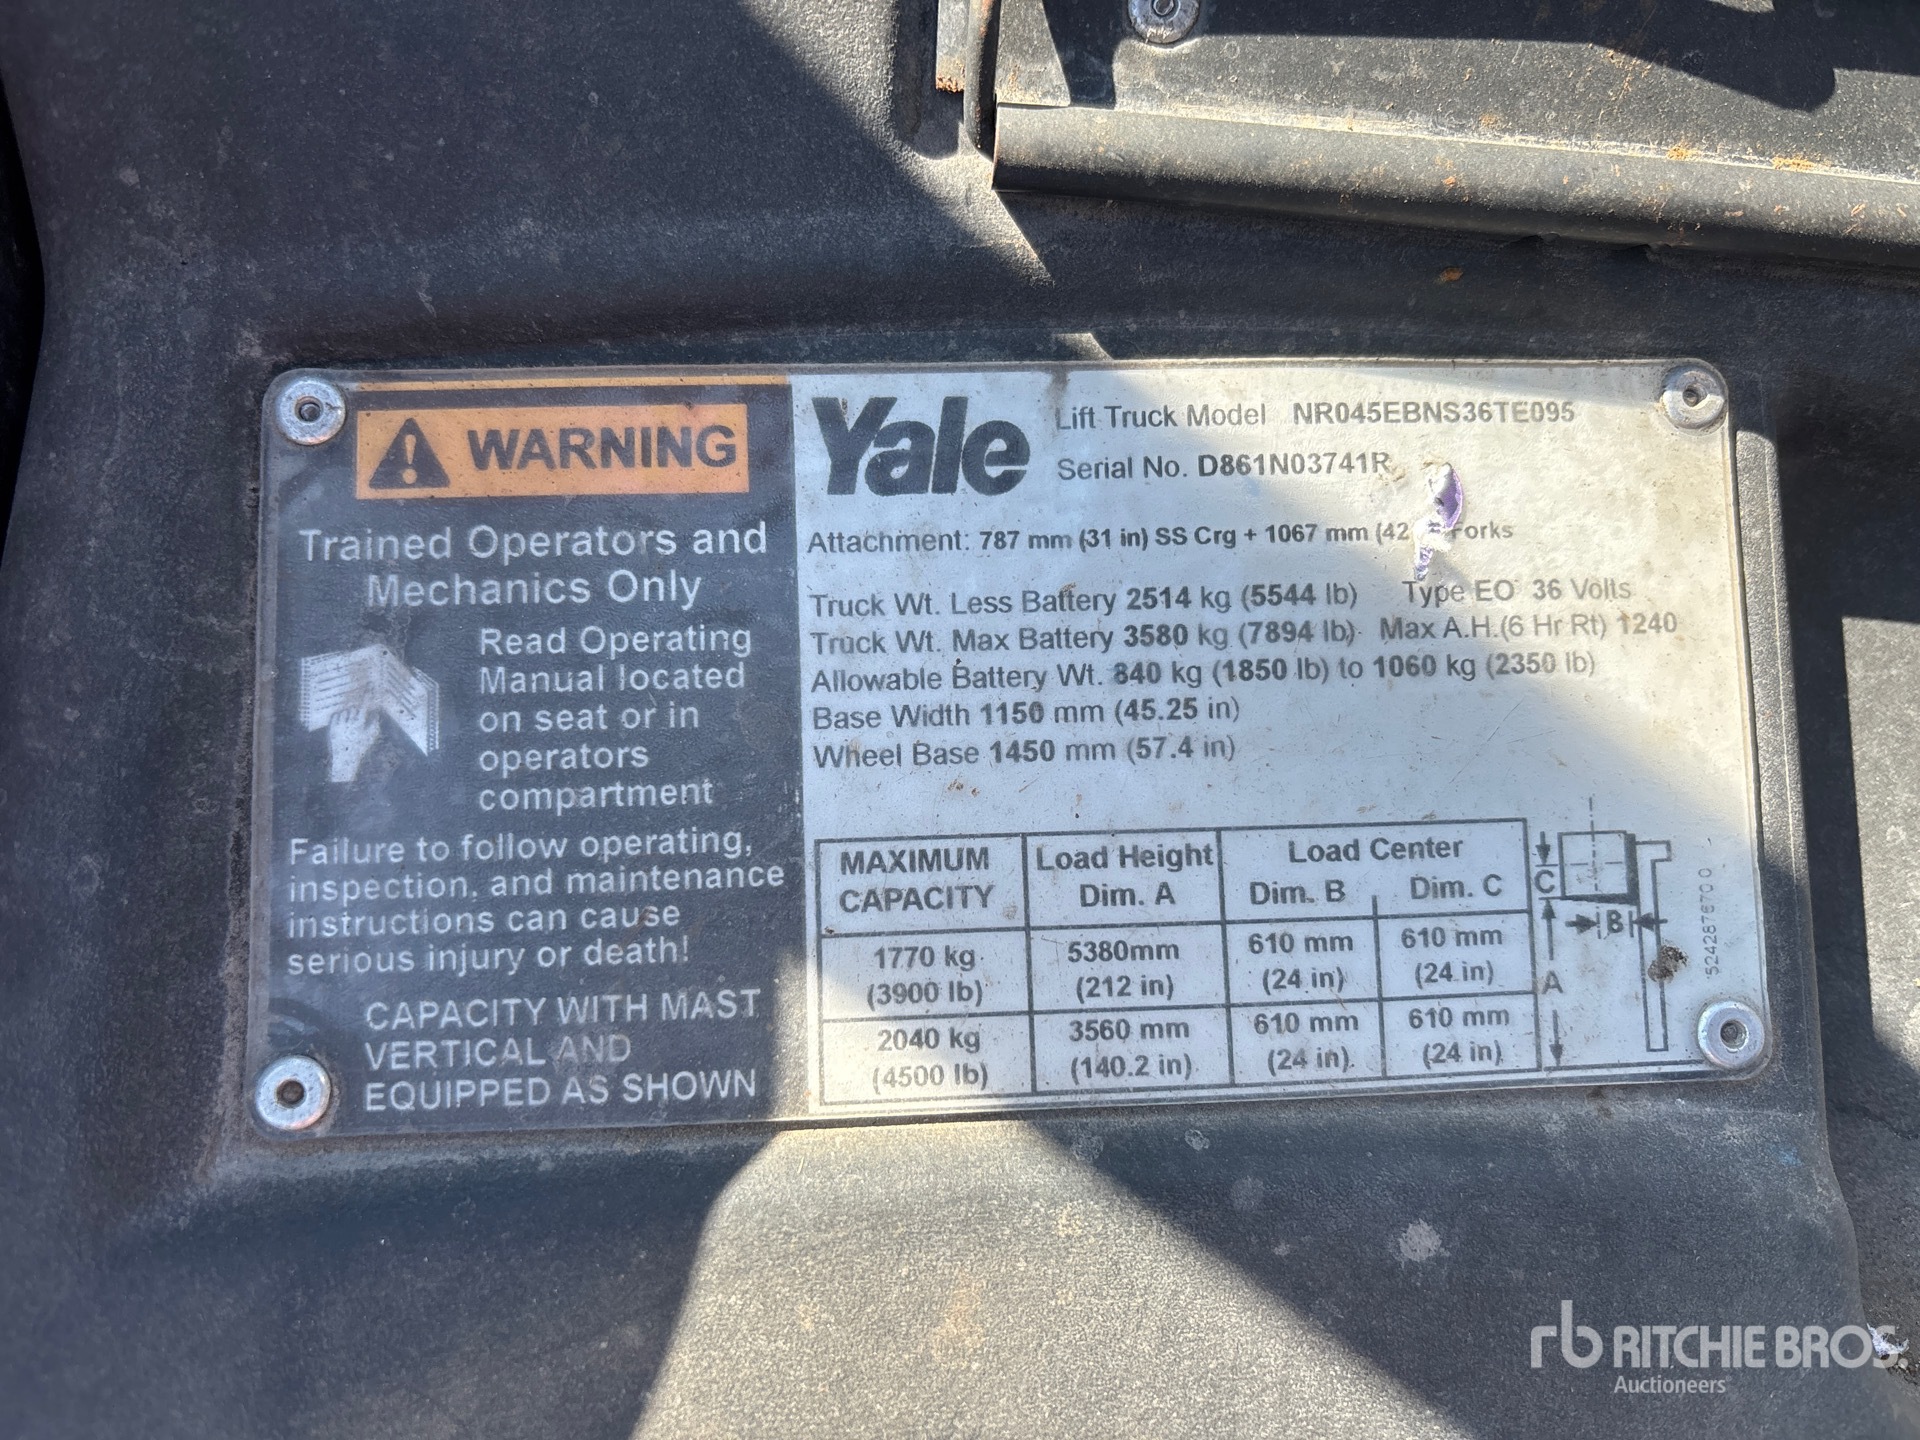 WARNING
Trained Operators and
Mechanics Only
Read Operating
Manual located
on seat or in
operators
compartment
Failure to follow operating,
inspection, and maintenance
instructions can cause
serious injury or death!
CAPACITY WITH MAST
VERTICAL AND
EQUIPPED AS SHOWN
Yale
Lift Truck Model NR045EBNS36TE095
Serial No. D861N03741R
Attachment: 787 mm (31 in) SS Crg + 1067 mm (42 Forks
Truck Wt. Less Battery 2514 kg (5544 lb) Type EO 36 Volts
Truck Wt. Max Battery 3580 kg (7894 lb) Max A.H.(6 Hr Rt) 1240
Allowable Battery Wt. 840 kg (1850 lb) to 1060 kg (2350 lb)
Base Width 1150 mm (45.25 in)
Wheel Base 1450 mm (57.4 in)
MAXIMUM CAPACITY Load Height Dim. A Load Center Dim. B Dim. C
1770 kg 5380mm 610 mm 610 mm
(3900 lb) (212 in) (24 in) (24 in)
2040 kg 3560 mm 610 mm 610 mm
(4500 lb) (140.2 in) (24 in) (24 in)
C
B
A
524287670​0
rb RITCHIE BROS.
Auctioneers